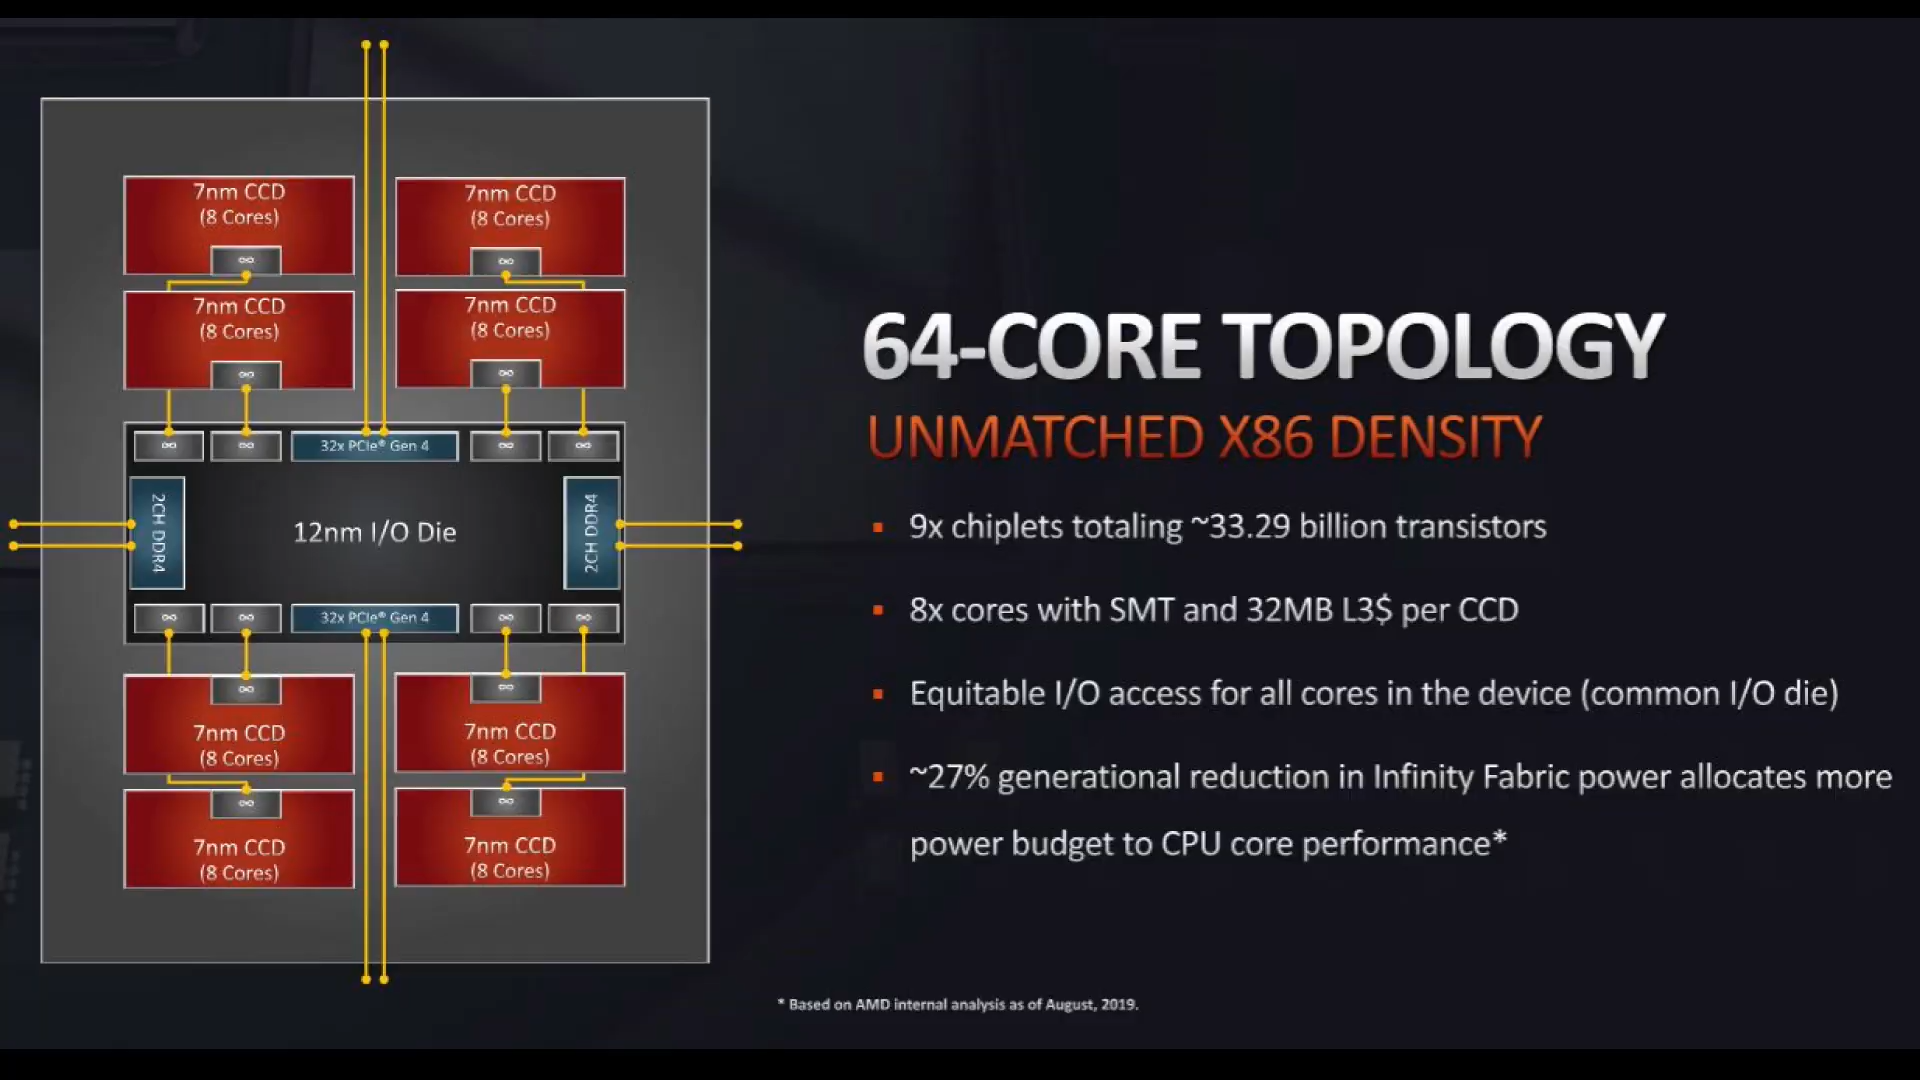 7nm CCD
(8 Cores)
∞
7nm CCD
(8 Cores)
∞
7nm CCD
(8 Cores)
∞
7nm CCD
(8 Cores)
∞
∞ ∞ 32x PCIe® Gen 4 ∞ ∞
2CH DDR4
12nm I/O Die
2CH DDR4
∞ ∞ 32x PCIe® Gen 4 ∞ ∞
∞
7nm CCD
(8 Cores)
∞
7nm CCD
(8 Cores)
∞
7nm CCD
(8 Cores)
∞
7nm CCD
(8 Cores)
64-CORE TOPOLOGY
UNMATCHED X86 DENSITY
▪ 9x chiplets totaling ~33.29 billion transistors
▪ 8x cores with SMT and 32MB L3$ per CCD
▪ Equitable I/O access for all cores in the device (common I/O die)
▪ ~27% generational reduction in Infinity Fabric power allocates more
power budget to CPU core performance*
* Based on AMD internal analysis as of August, 2019.